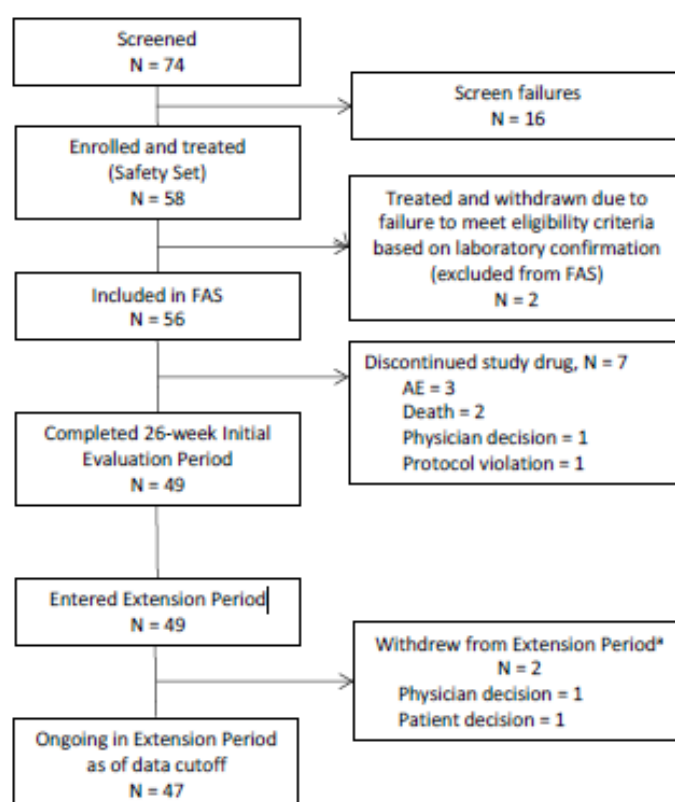 Screened
N = 74
Screen failures
N = 16
Enrolled and treated
(Safety Set)
N = 58
Treated and withdrawn due to
failure to meet eligibility criteria
based on laboratory confirmation
(excluded from FAS)
N = 2
Included in FAS
N = 56
Discontinued study drug, N = 7
AE = 3
Death = 2
Physician decision = 1
Protocol violation = 1
Completed 26-week Initial
Evaluation Period
N = 49
Entered Extension Period
N = 49
Withdrew from Extension Period*
N = 2
Physician decision = 1
Patient decision = 1
Ongoing in Extension Period
as of data cutoff
N = 47